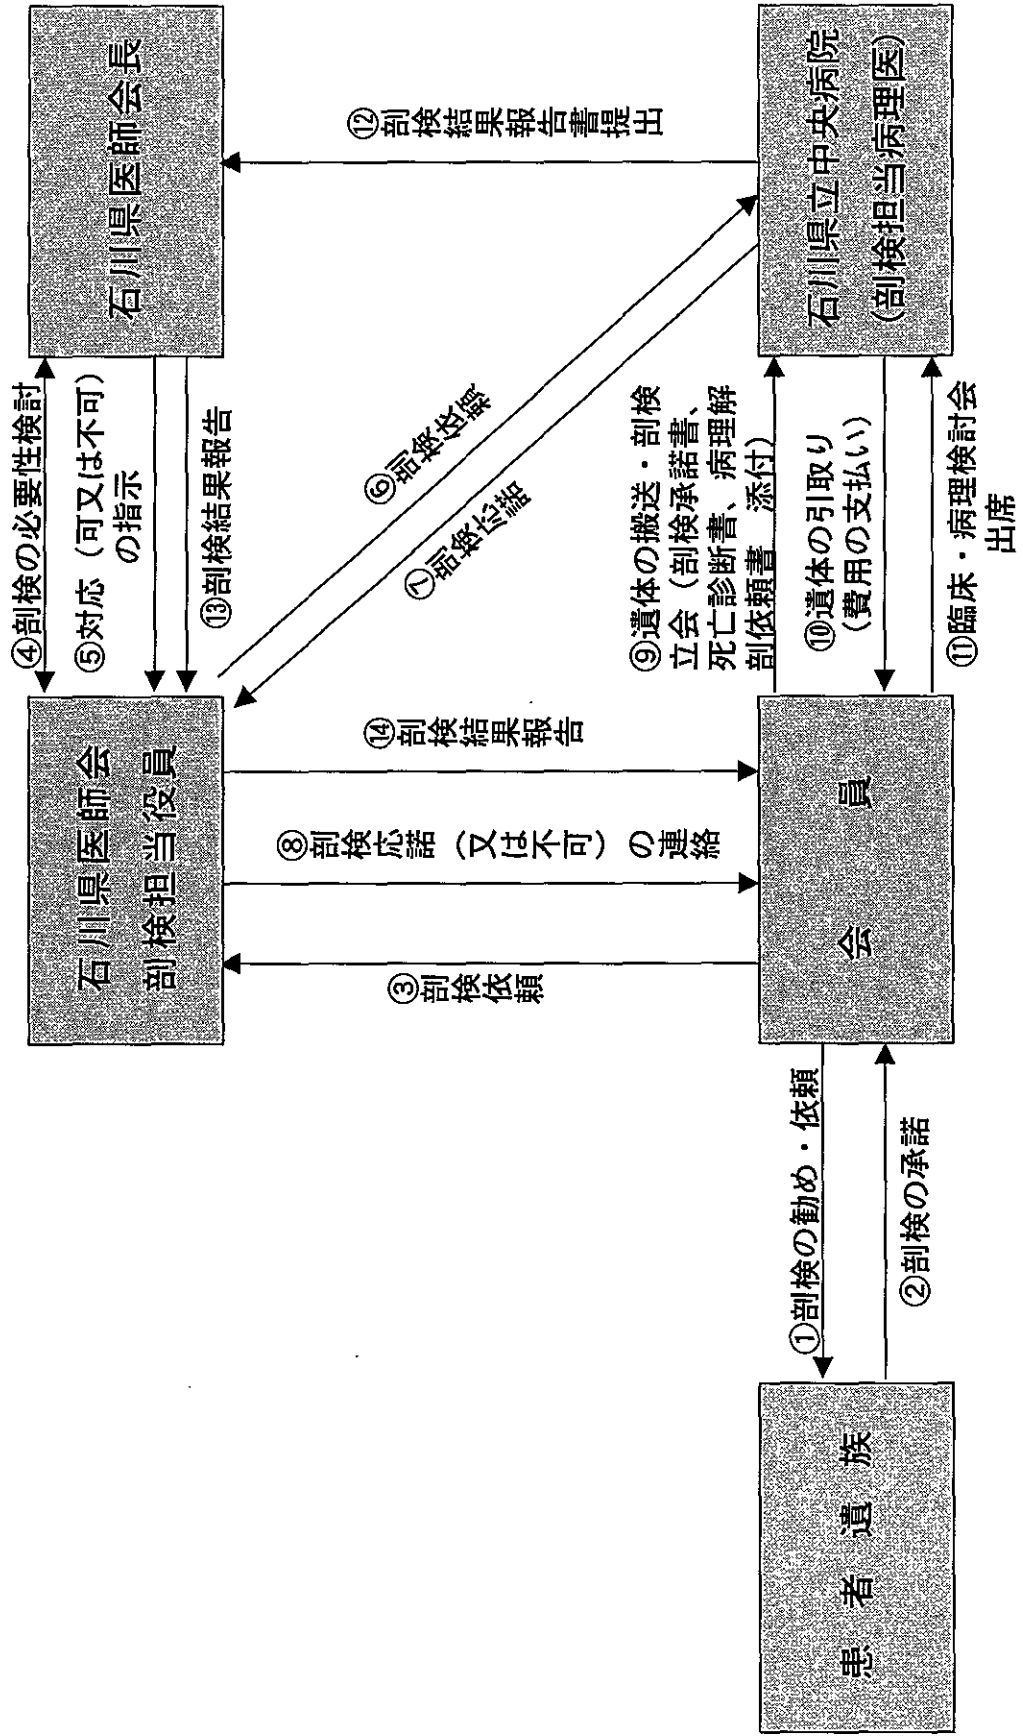 石川県医師会
剖検担当役員
④剖検の必要性検討
⑤対応（可又は不可）
の指示
⑬剖検結果報告
石川県医師会長
③剖検依頼
⑧剖検応諾（又は不可）の連絡
⑭剖検結果報告
⑥剖検依頼
⑦剖検応諾
⑫剖検結果報告書提出
患者遺族
①剖検の勧め・依頼
②剖検の承諾
会員
⑨遺体の搬送・剖検
立会（剖検承諾書、
死亡診断書、病理解
剖依頼書　添付）
⑩遺体の引取り
（費用の支払い）
⑪臨床・病理検討会
出席
石川県立中央病院
（剖検担当病理医）